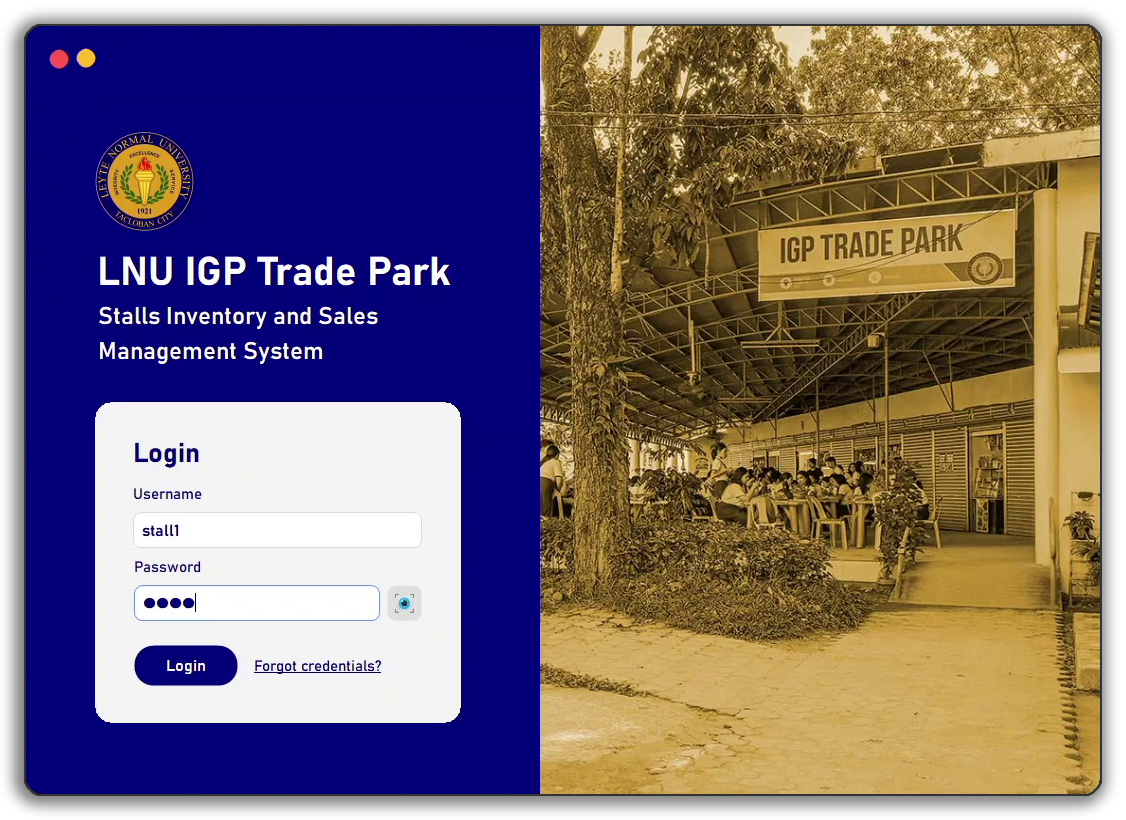 LEYTE NORMAL UNIVERSITY
EXCELLENCE
INTEGRITY
SERVICE
1921
TACLOBAN CITY
LNU IGP Trade Park
Stalls Inventory and Sales
Management System
Login
Username
stall1
Password
Login
Forgot credentials?
IGP TRADE PARK